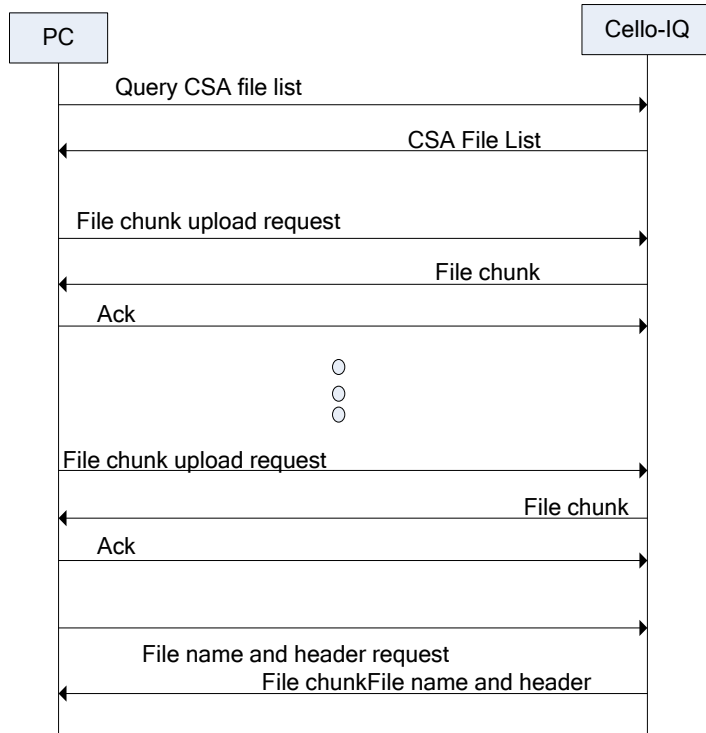 PC
Cello-IQ
Query CSA file list
CSA File List
File chunk upload request
File chunk
Ack
File chunk upload request
File chunk
Ack
File name and header request
File chunkFile name and header